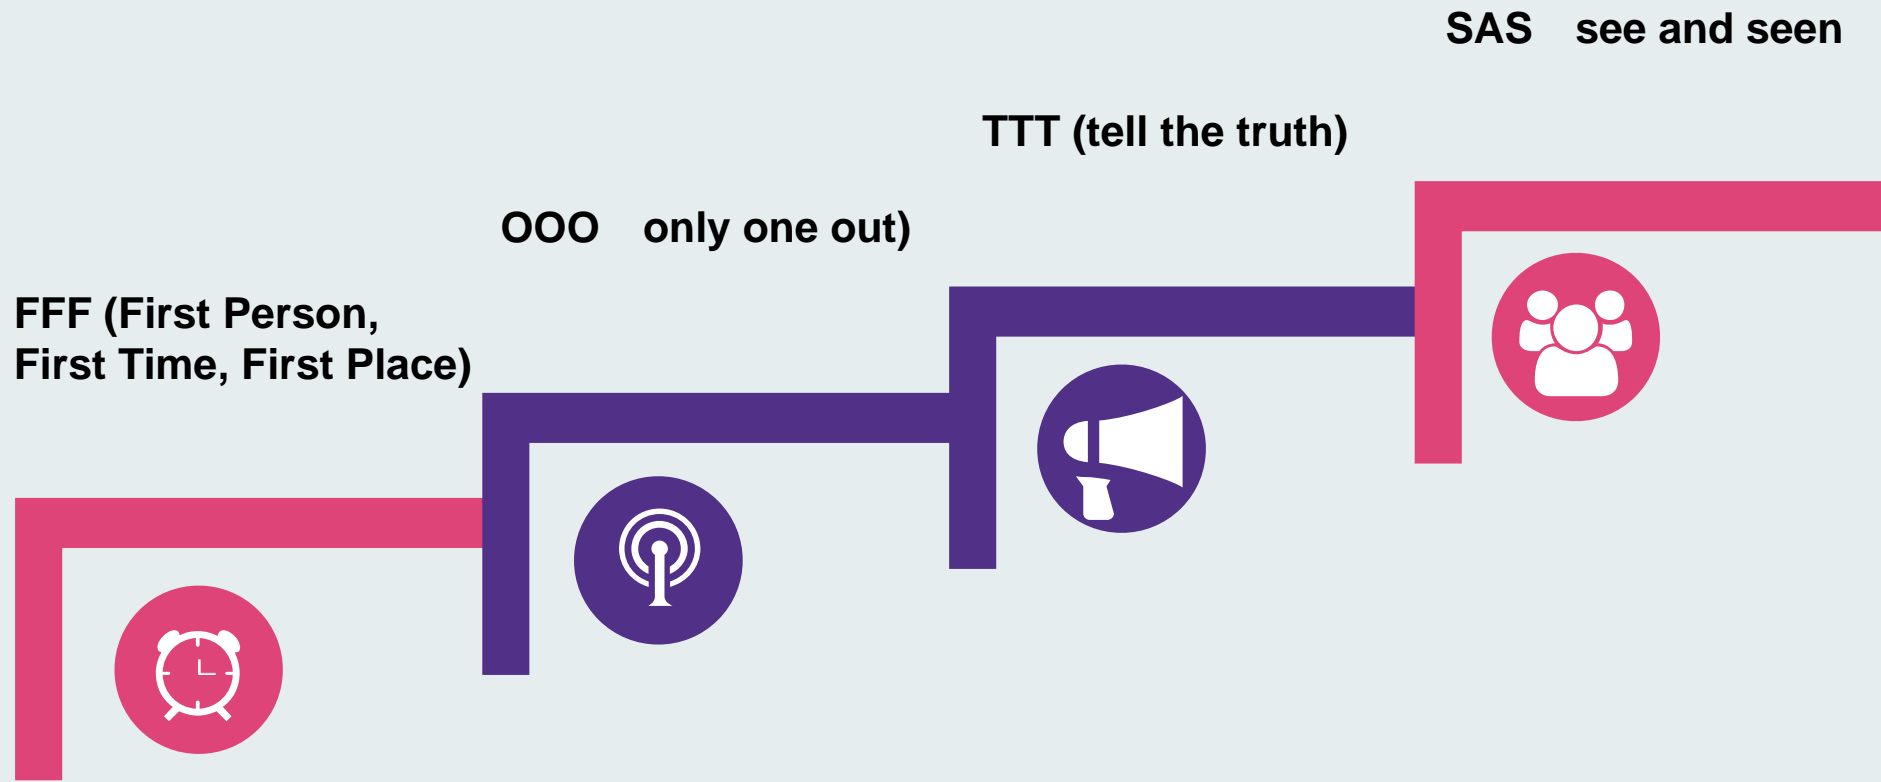 SAS see and seen
TTT (tell the truth)
OOO only one out)
FFF (First Person,
First Time, First Place)